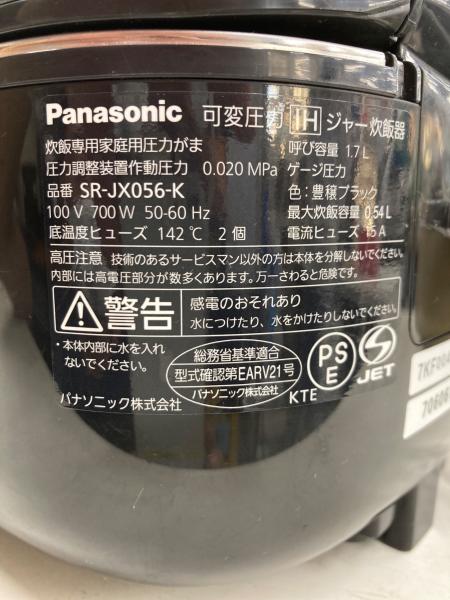 Panasonic 可変圧力 IH ジャー炊飯器
炊飯専用家庭用圧力がま 呼び容量 1.7 L
圧力調整装置作動圧力 0.020 MPa ゲージ圧力
品番 SR-JX056-K 色:豊穣ブラック
100 V 700 W 50-60 Hz 最大炊飯容量 0.54 L
底温度ヒューズ 142℃ 2個 電流ヒューズ 15 A
高圧注意 技術のあるサービスマン以外の方は本体を分解しないでください。
内部には高電圧部分が数多くあります。万一さわると危険です。
警告 感電のおそれあり
水につけたり、水をかけたりしないでください。
・本体内部に水を入れ
ないでください。
パナソニック株式会社
総務省基準適合
型式確認第EARV21号
パナソニック株式会社
PS
E
KTE
S
JET